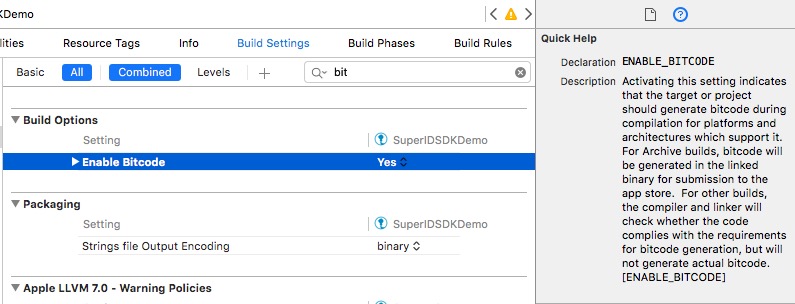 KDemo
lities Resource Tags Info Build Settings Build Phases Build Rules
Basic All Combined Levels + bit
Build Options
Setting SuperIDSDKDemo
Enable Bitcode Yes
Packaging
Setting SuperIDSDKDemo
Strings file Output Encoding binary
Apple LLVM 7.0 - Warning Policies
Quick Help
Declaration ENABLE_BITCODE
Description Activating this setting indicates
that the target or project
should generate bitcode during
compilation for platforms and
architectures which support it.
For Archive builds, bitcode will
be generated in the linked
binary for submission to the
app store. For other builds,
the compiler and linker will
check whether the code
complies with the requirements
for bitcode generation, but will
not generate actual bitcode.
[ENABLE_BITCODE]